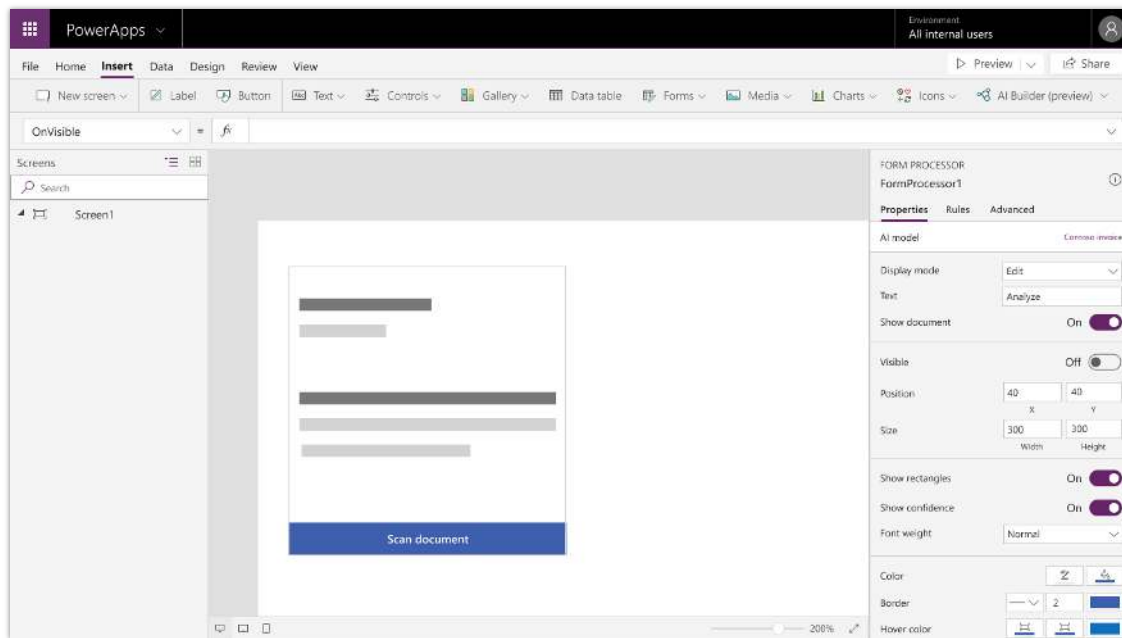 PowerApps
Environment
All internal users
File Home Insert Data Design Review View
Preview Share
New screen Label Button Text Controls Gallery Data table Forms Media Charts Icons AI Builder (preview)
OnVisible = fx
Screens
Search
Screen1
Scan document
200%
FORM PROCESSOR
FormProcessor1
Properties Rules Advanced
AI model Contoso invoice
Display mode Edit
Text Analyze
Show document On
Visible Off
Position 40 40
X Y
Size 300 300
Width Height
Show rectangles On
Show confidence On
Font weight Normal
Color
Border 2
Hover color